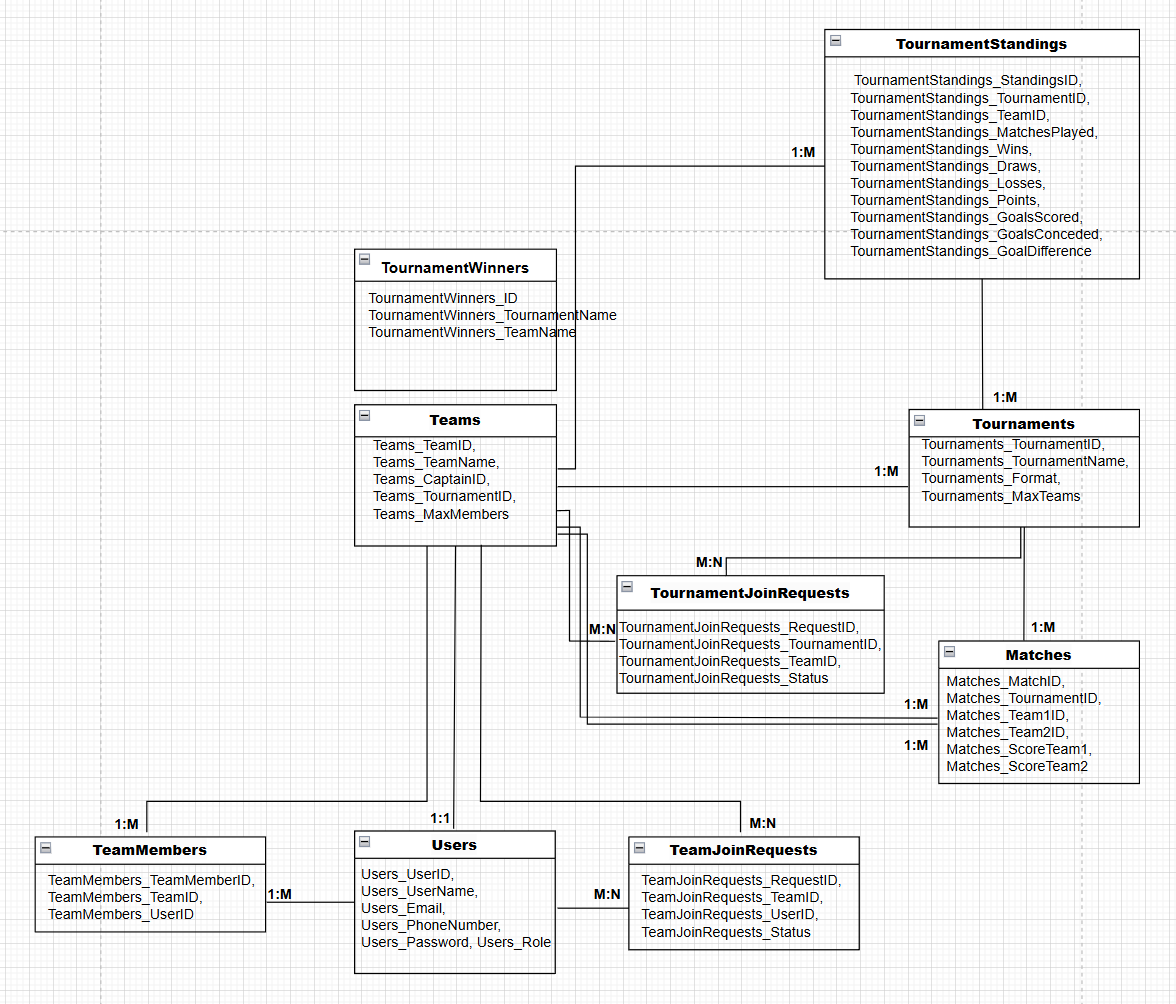 TournamentStandings
TournamentStandings_StandingsID,
TournamentStandings_TournamentID,
TournamentStandings_TeamID,
TournamentStandings_MatchesPlayed,
TournamentStandings_Wins,
TournamentStandings_Draws,
TournamentStandings_Losses,
TournamentStandings_Points,
TournamentStandings_GoalsScored,
TournamentStandings_GoalsConceded,
TournamentStandings_GoalDifference
1:M
TournamentWinners
TournamentWinners_ID
TournamentWinners_TournamentName
TournamentWinners_TeamName
1:M
Teams
Teams_TeamID,
Teams_TeamName,
Teams_CaptainID,
Teams_TournamentID,
Teams_MaxMembers
1:M
Tournaments
Tournaments_TournamentID,
Tournaments_TournamentName,
Tournaments_Format,
Tournaments_MaxTeams
M:N
TournamentJoinRequests
M:N
TournamentJoinRequests_RequestID,
TournamentJoinRequests_TournamentID,
TournamentJoinRequests_TeamID,
TournamentJoinRequests_Status
1:M
Matches
Matches_MatchID,
Matches_TournamentID,
Matches_Team1ID,
Matches_Team2ID,
Matches_ScoreTeam1,
Matches_ScoreTeam2
1:M
1:M
1:M
TeamMembers
TeamMembers_TeamMemberID,
TeamMembers_TeamID,
TeamMembers_UserID
1:M
1:1
Users
Users_UserID,
Users_UserName,
Users_Email,
Users_PhoneNumber,
Users_Password, Users_Role
M:N
M:N
TeamJoinRequests
TeamJoinRequests_RequestID,
TeamJoinRequests_TeamID,
TeamJoinRequests_UserID,
TeamJoinRequests_Status